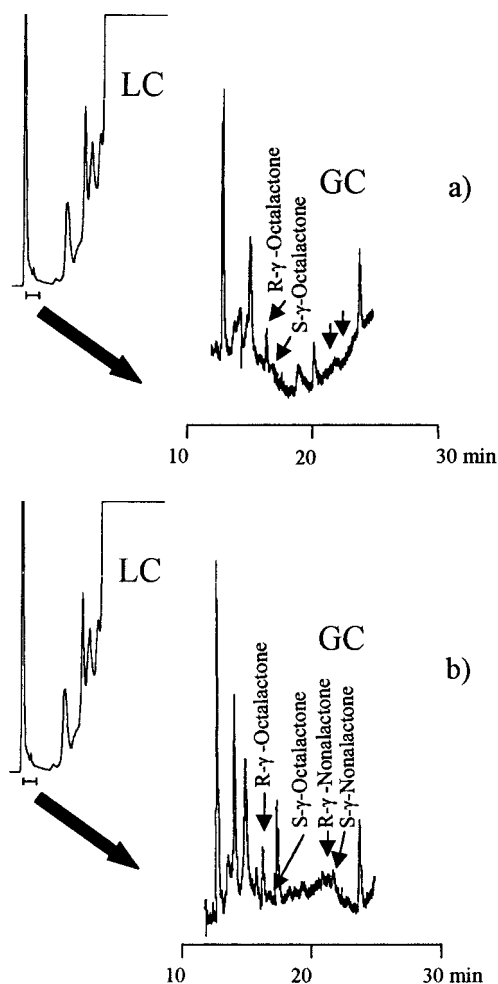 LC
GC
a)
R-γ-Octalactone
S-γ-Octalactone
10
20
30 min
LC
GC
b)
R-γ-Octalactone
S-γ-Octalactone
R-γ-Nonalactone
S-γ-Nonalactone
10
20
30 min